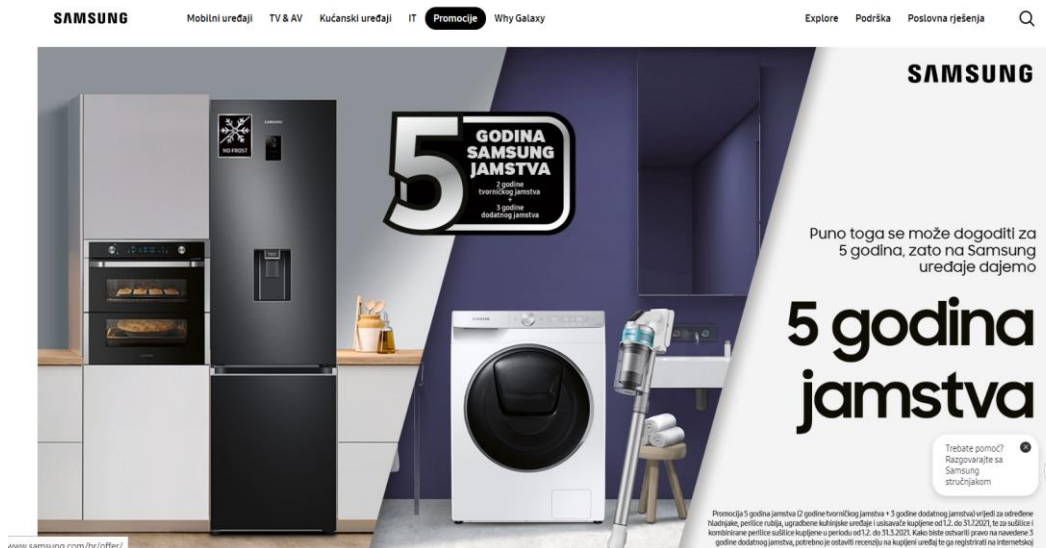 SAMSUNG
Mobilni uređaji TV & AV Kućanski uređaji IT Promocije Why Galaxy Explore Podrška Poslovna rješenja
SAMSUNG
NO FROST
SAMSUNG
5 GODINA
SAMSUNG
JAMSTVA
2 godine
tvorničkog jamstva
+
3 godine
dodatnog jamstva
SAMSUNG
Puno toga se može dogoditi za
5 godina, zato na Samsung
uređaje dajemo
5 godina
jamstva
Trebate pomoć?
Razgovarajte sa
Samsung
stručnjakom
Promocija 5 godina jamstva (2 godine tvorničkog jamstva + 3 godine dodatnog jamstva) vrijedi za određene
hladnjake, perilice rublja, ugradbene kuhinjske uređaje i usisavače kupljene od 1.2. do 31.7.2021, te za sušilice i
kombinirane perilice sušilice kupljene u periodu od 1.2. do 31.3.2021. Kako biste ostvarili pravo na navedene 3
godine dodatnog jamstva, potrebno je ostaviti recenziju na kupljeni uređaj te ga registrirati na internetskoj
www.samsung.com/hr/offer/